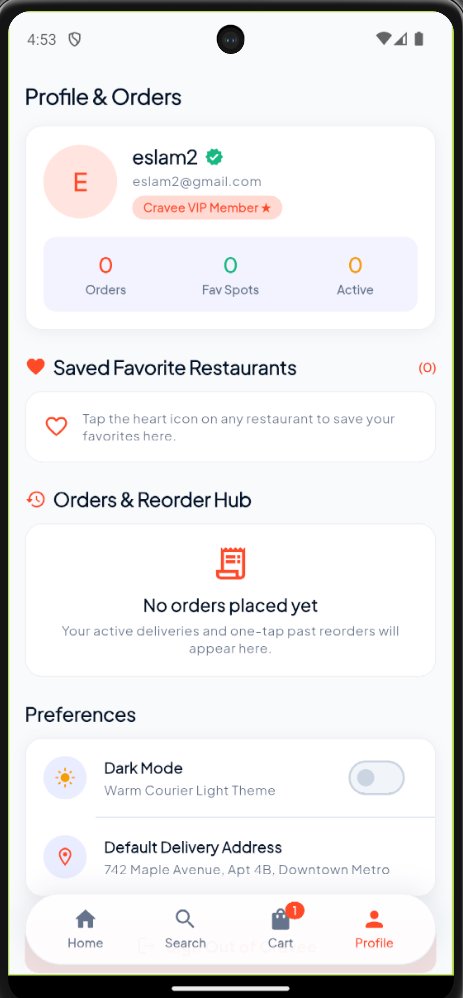 4:53
Profile & Orders
E
eslam2
eslam2@gmail.com
Cravee VIP Member ★
0 0 0
Orders Fav Spots Active
Saved Favorite Restaurants (0)
Tap the heart icon on any restaurant to save your
favorites here.
Orders & Reorder Hub
No orders placed yet
Your active deliveries and one-tap past reorders will
appear here.
Preferences
Dark Mode
Warm Courier Light Theme
Default Delivery Address
742 Maple Avenue, Apt 4B, Downtown Metro
1
Home Search Cart Profile